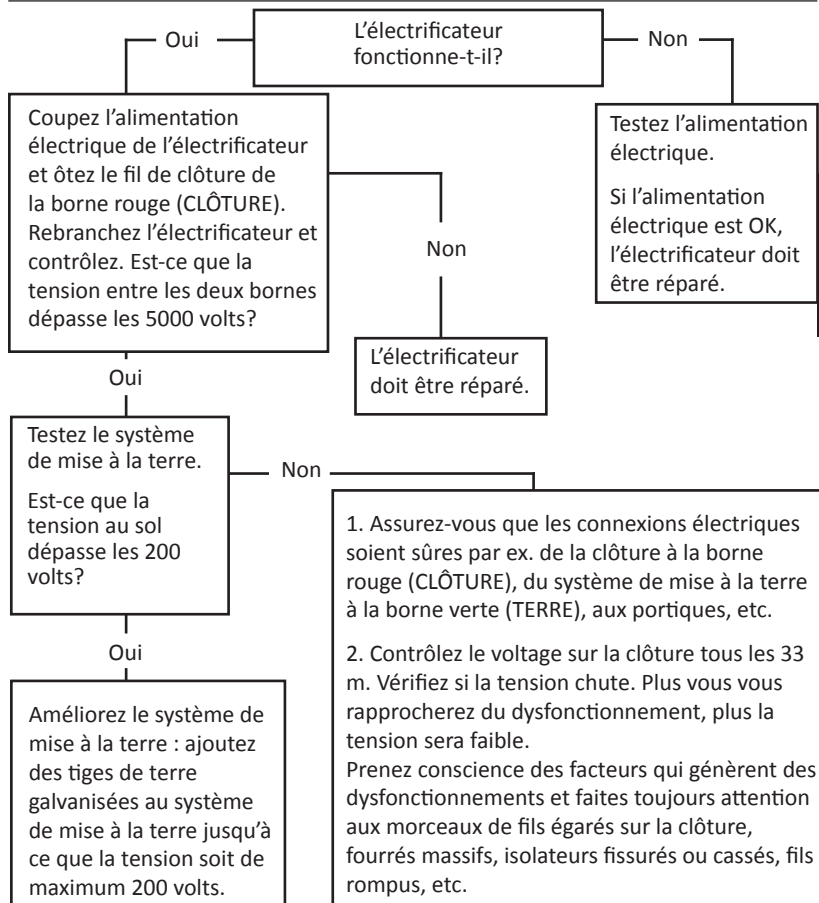 L'électrificateur
fonctionne-t-il?
Oui
Non
Coupez l'alimentation
électrique de l'électrificateur
et ôtez le fil de clôture de
la borne rouge (CLÔTURE).
Rebranchez l'électrificateur et
contrôlez. Est-ce que la
tension entre les deux bornes
dépasse les 5000 volts?
Testez l'alimentation
électrique.
Si l'alimentation
électrique est OK,
l'électrificateur doit
être réparé.
Non
L'électrificateur
doit être réparé.
Oui
Testez le système
de mise à la terre.
Est-ce que la
tension au sol
dépasse les 200
volts?
Non
1. Assurez-vous que les connexions électriques
soient sûres par ex. de la clôture à la borne
rouge (CLÔTURE), du système de mise à la terre
à la borne verte (TERRE), aux portiques, etc.
2. Contrôlez le voltage sur la clôture tous les 33
m. Vérifiez si la tension chute. Plus vous vous
rapprocherez du dysfonctionnement, plus la
tension sera faible.
Prenez conscience des facteurs qui génèrent des
dysfonctionnements et faites toujours attention
aux morceaux de fils égarés sur la clôture,
fourrés massifs, isolateurs fissurés ou cassés, fils
rompus, etc.
Oui
Améliorez le système de
mise à la terre : ajoutez
des tiges de terre
galvanisées au système
de mise à la terre jusqu'à
ce que la tension soit de
maximum 200 volts.